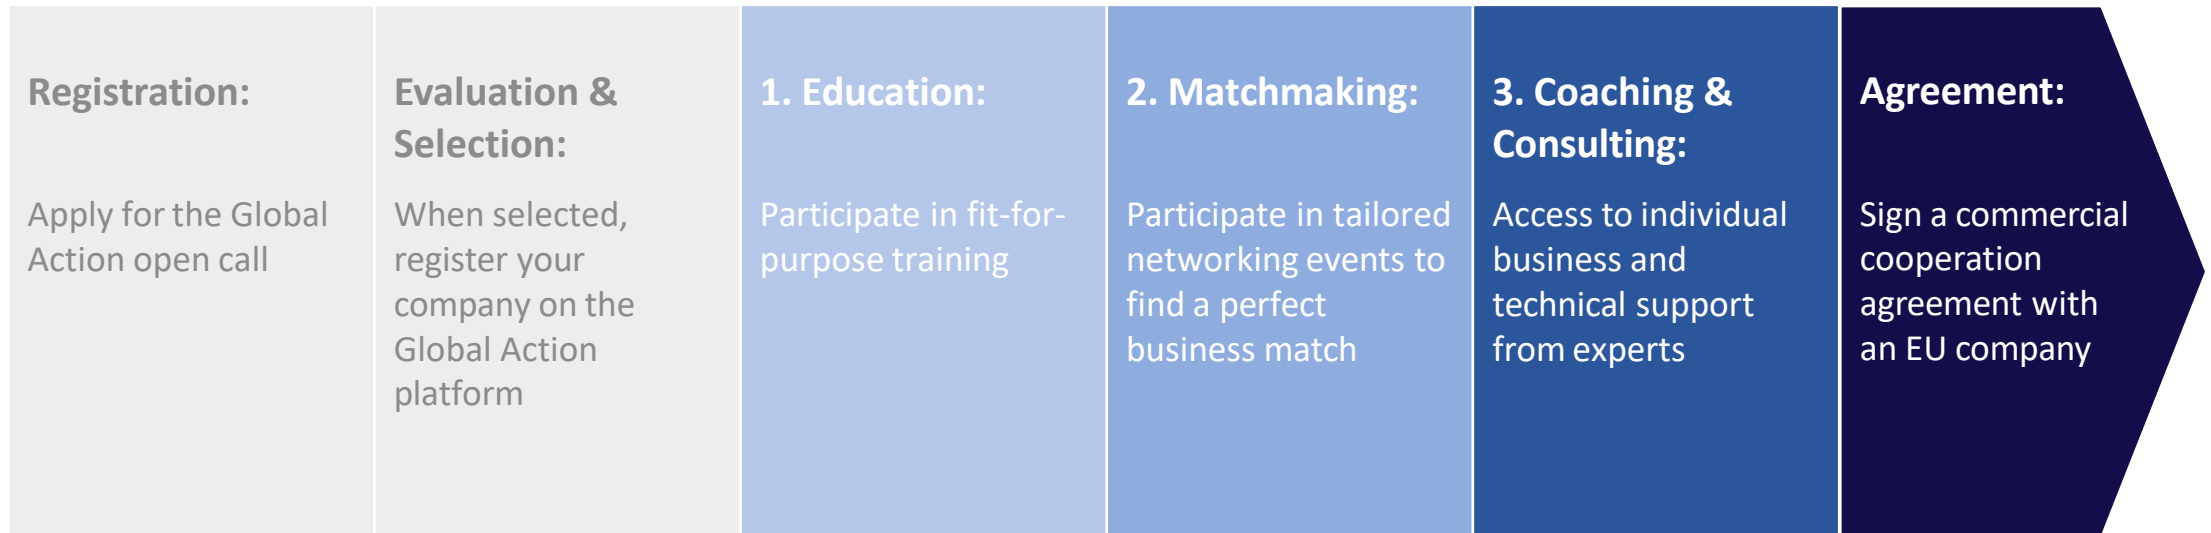 Registration:
Apply for the Global
Action open call
Evaluation &
Selection:
When selected,
register your
company on the
Global Action
platform
1. Education:
Participate in fit-for-
purpose training
2. Matchmaking:
Participate in tailored
networking events to
find a perfect
business match
3. Coaching &
Consulting:
Access to individual
business and
technical support
from experts
Agreement:
Sign a commercial
cooperation
agreement with
an EU company